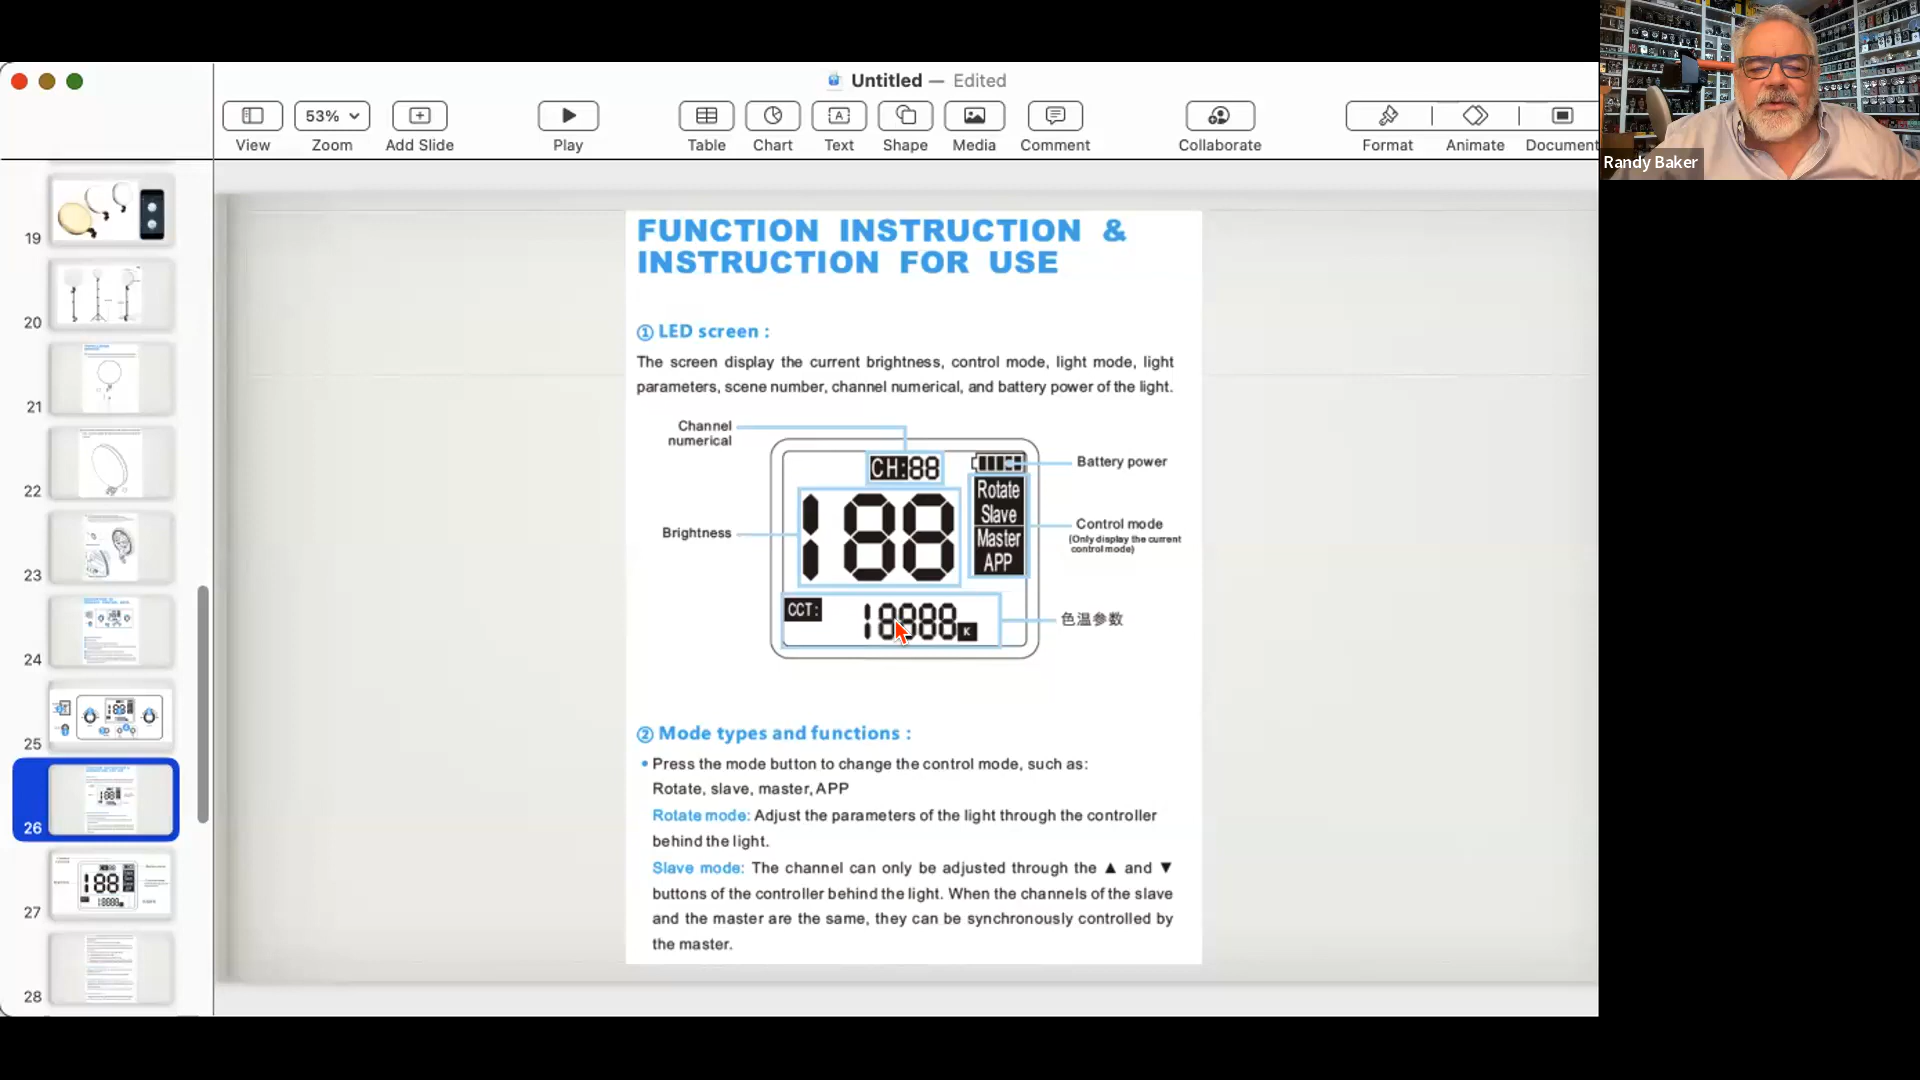 Untitled — Edited
53%
View
Zoom
Add Slide
Play
Table
Chart
Text
Shape
Media
Comment
Collaborate
Format
Animate
Document
Randy Baker
19
20
21
22
23
24
25
26
27
28
FUNCTION INSTRUCTION &
INSTRUCTION FOR USE
① LED screen :
The screen display the current brightness, control mode, light mode, light
parameters, scene number, channel numerical, and battery power of the light.
Channel
numerical
CH:88
Battery power
Rotate
Slave
Master
APP
Brightness
188
Control mode
(Only display the current
control mode)
CCT:
18888 K
色温参数
② Mode types and functions :
• Press the mode button to change the control mode, such as:
Rotate, slave, master, APP
Rotate mode: Adjust the parameters of the light through the controller
behind the light.
Slave mode: The channel can only be adjusted through the ▲ and ▼
buttons of the controller behind the light. When the channels of the slave
and the master are the same, they can be synchronously controlled by
the master.